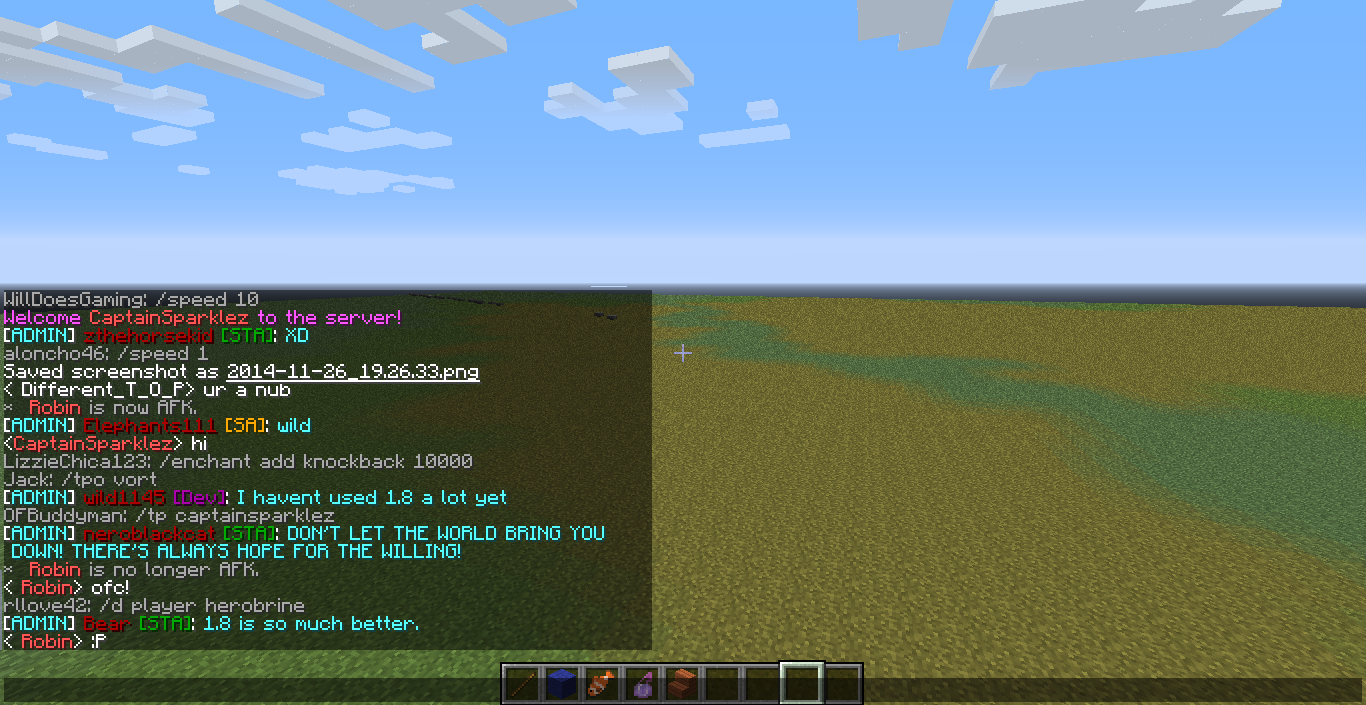 WillDoesGaming: /speed 10
Welcome CaptainSparklez to the server!
[ADMIN] zthehorsekid [STA]: XD
aloncho46: /speed 1
Saved screenshot as 2014-11-26_19.26.33.png
< Different_T_O_P> ur a nub
* Robin is now AFK.
[ADMIN] Elephants111 [SA]: wild
<CaptainSparklez> hi
LizzieChica123: /enchant add knockback 10000
Jack: /tpo vort
[ADMIN] wild1145 [Dev]: I havent used 1.8 a lot yet
OFBuddyman: /tp captainsparklez
[ADMIN] neroblackcat [STA]: DON'T LET THE WORLD BRING YOU
DOWN! THERE'S ALWAYS HOPE FOR THE WILLING!
* Robin is no longer AFK.
< Robin> ofc!
rllove42: /d player herobrine
[ADMIN] Bear [STA]: 1.8 is so much better.
< Robin> :P